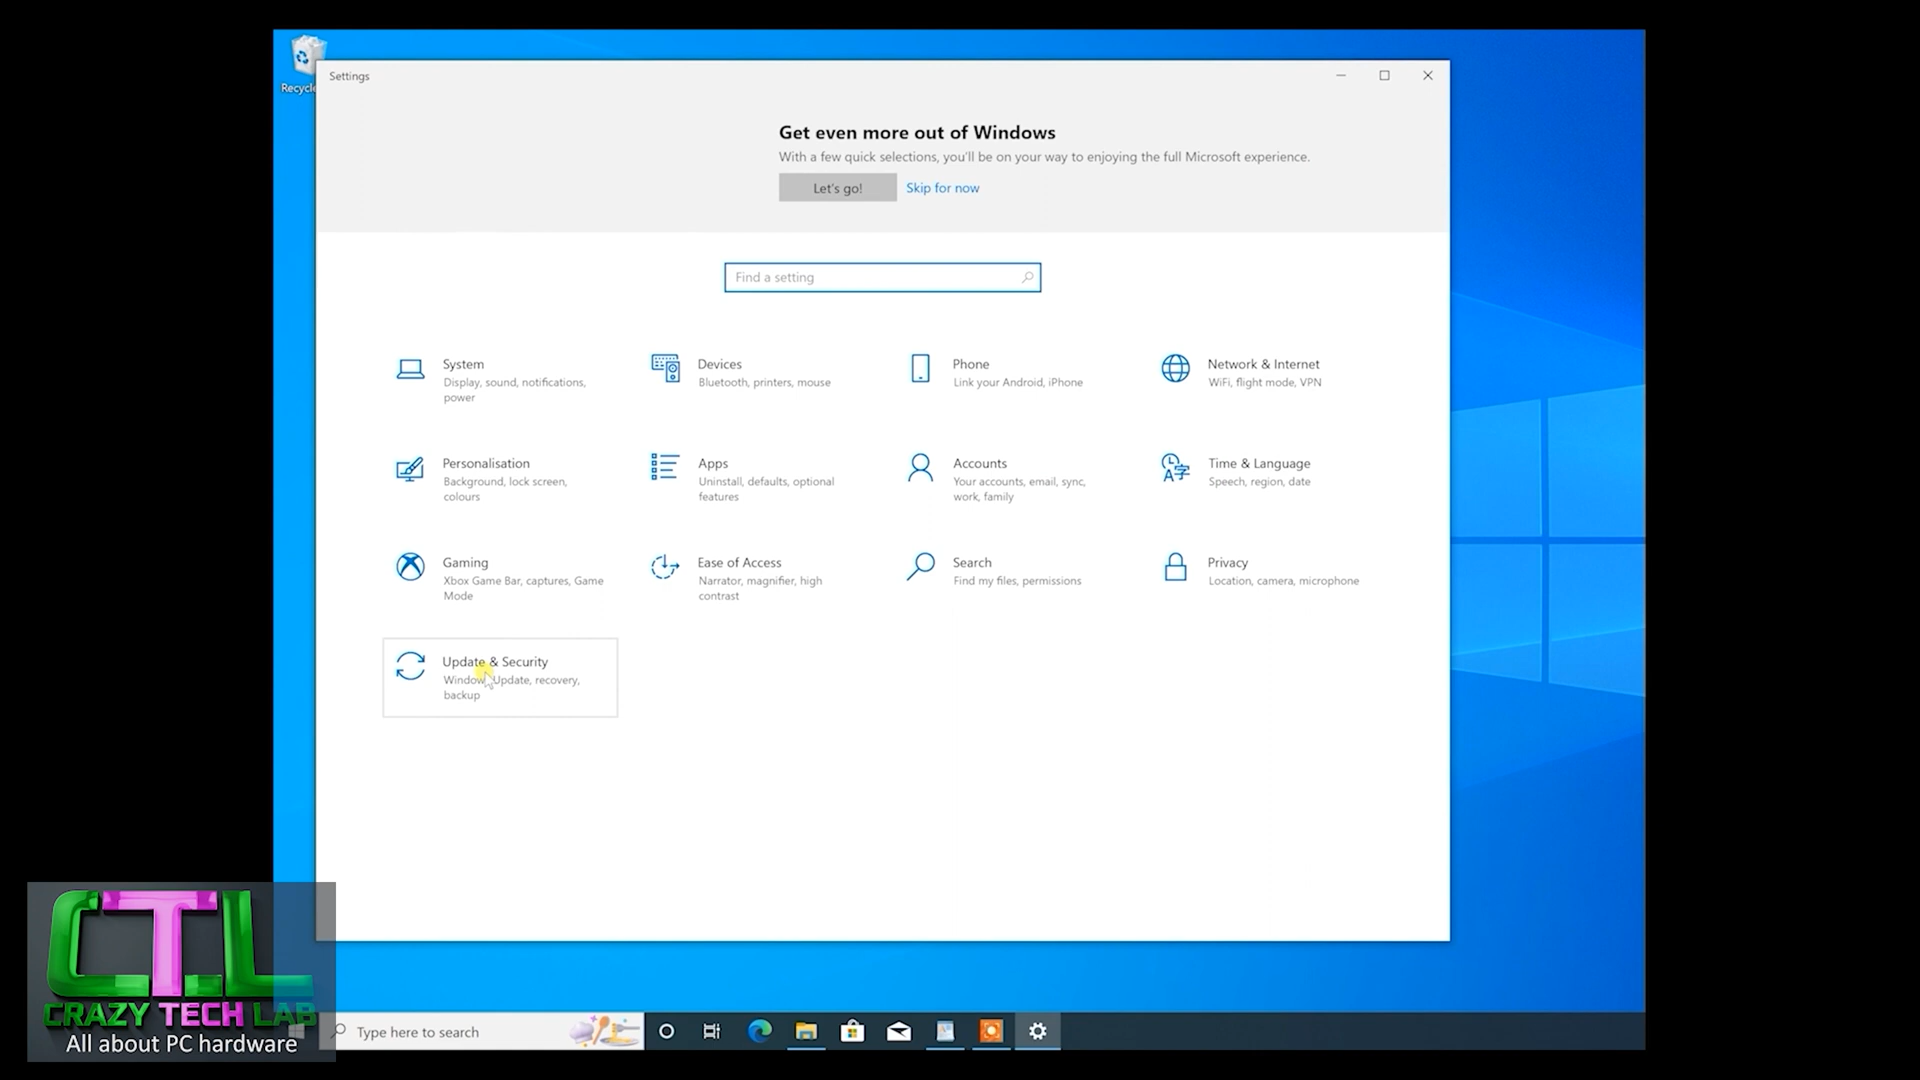 Recycle
Settings
Get even more out of Windows
With a few quick selections, you'll be on your way to enjoying the full Microsoft experience.
Let's go!
Skip for now
Find a setting
System
Display, sound, notifications,
power
Devices
Bluetooth, printers, mouse
Phone
Link your Android, iPhone
Network & Internet
WiFi, flight mode, VPN
Personalisation
Background, lock screen,
colours
Apps
Uninstall, defaults, optional
features
Accounts
Your accounts, email, sync,
work, family
Time & Language
Speech, region, date
Gaming
Xbox Game Bar, captures, Game
Mode
Ease of Access
Narrator, magnifier, high
contrast
Search
Find my files, permissions
Privacy
Location, camera, microphone
Update & Security
Windows Update, recovery,
backup
CTL
CRAZY TECH LAB
All about PC hardware
Type here to search